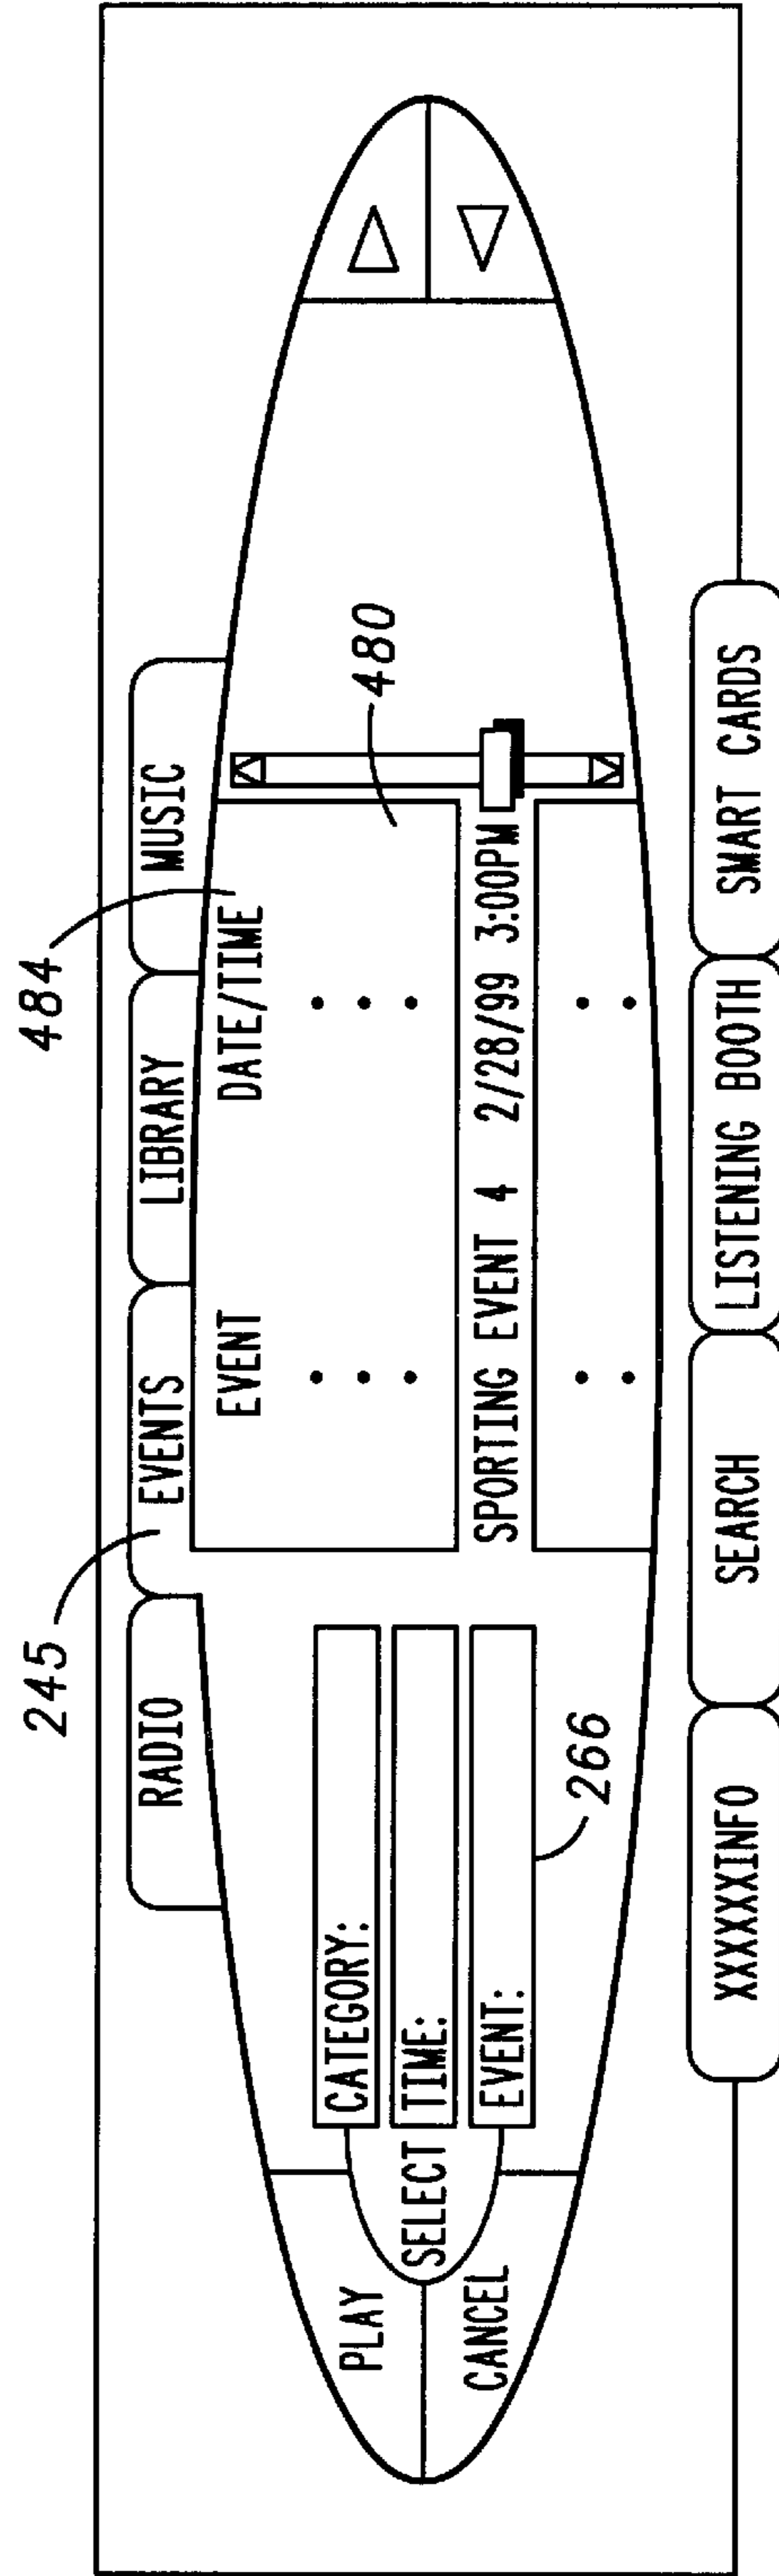 245
484
RADIO
EVENTS
LIBRARY
MUSIC
EVENT
DATE/TIME
480
PLAY
CATEGORY:
SELECT
TIME:
CANCEL
EVENT:
SPORTING EVENT 4 2/28/99 3:00PM
266
XXXXXINFO
SEARCH
LISTENING BOOTH
SMART CARDS